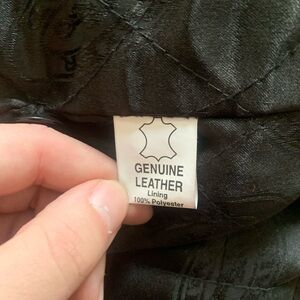 GENUINE
LEATHER
Lining
100% Polyester